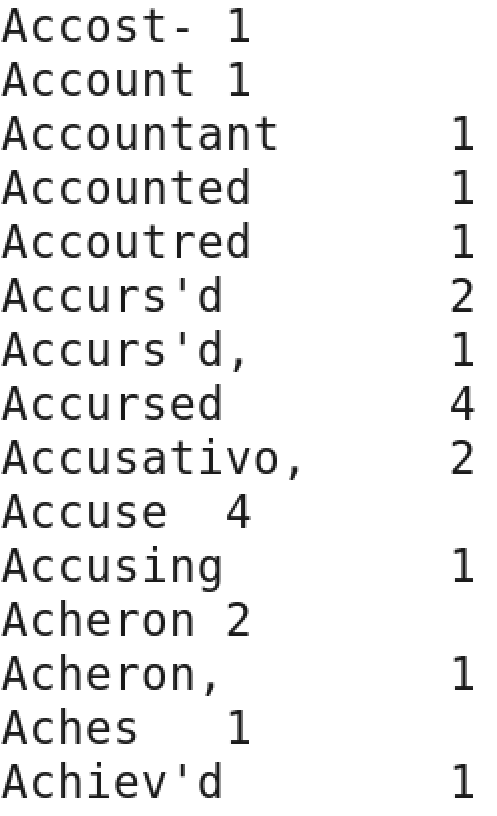 Accost- 1
Account 1
Accountant 1
Accounted 1
Accoutred 1
Accurs'd 2
Accurs'd, 1
Accursed 4
Accusativo, 2
Accuse 4
Accusing 1
Acheron 2
Acheron, 1
Aches 1
Achiev'd 1